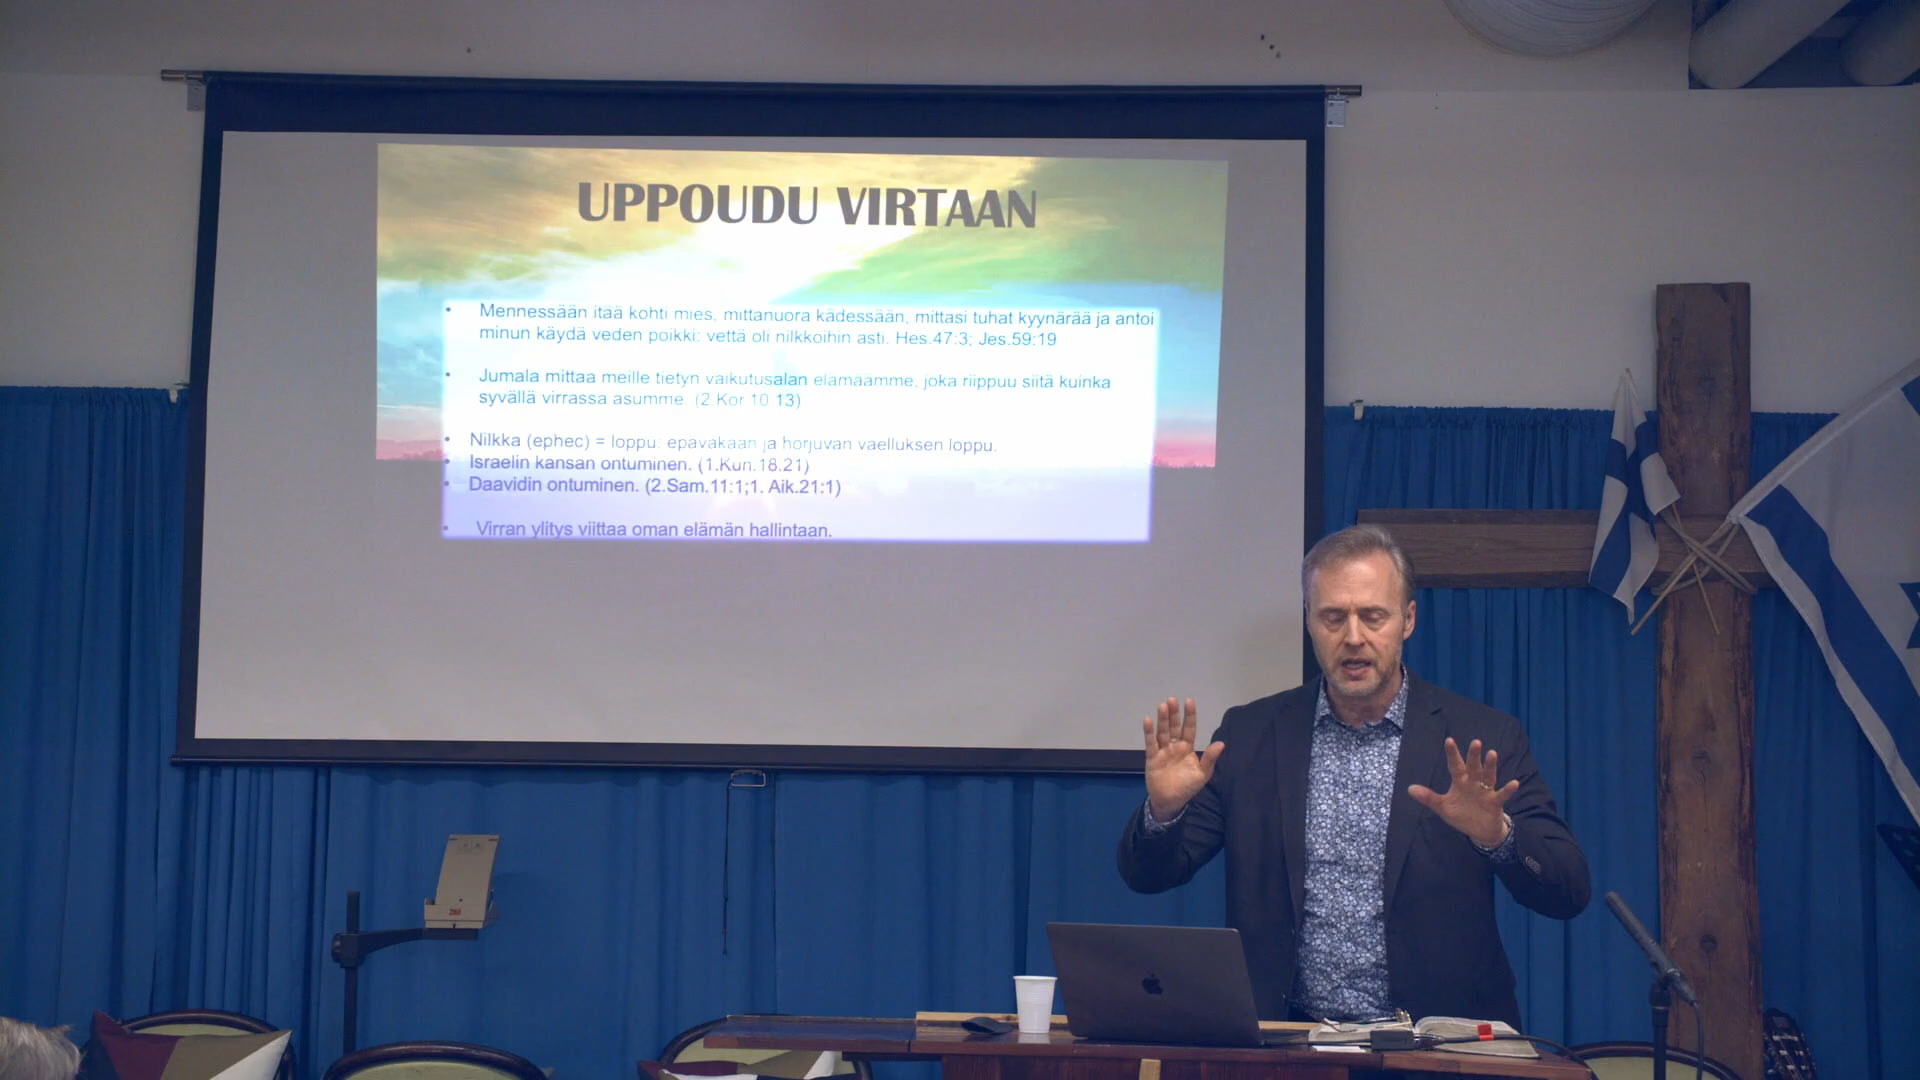 UPPOUDU VIRTAAN
• Mennessään itää kohti mies, mittanuora kädessään, mittasi tuhat kyynärää ja antoi
minun käydä veden poikki: vettä oli nilkkoihin asti. Hes.47:3; Jes.59:19
• Jumala mittaa meille tietyn vaikutusalan elämäämme, joka riippuu siitä kuinka
syvällä virrassa asumme. (2.Kor 10:13)
• Nilkka (ephec) = loppu: epävakaan ja horjuvan vaelluksen loppu.
• Israelin kansan ontuminen. (1.Kun.18.21)
• Daavidin ontuminen. (2.Sam.11:1;1. Aik.21:1)
• Virran ylitys viittaa oman elämän hallintaan.
3M